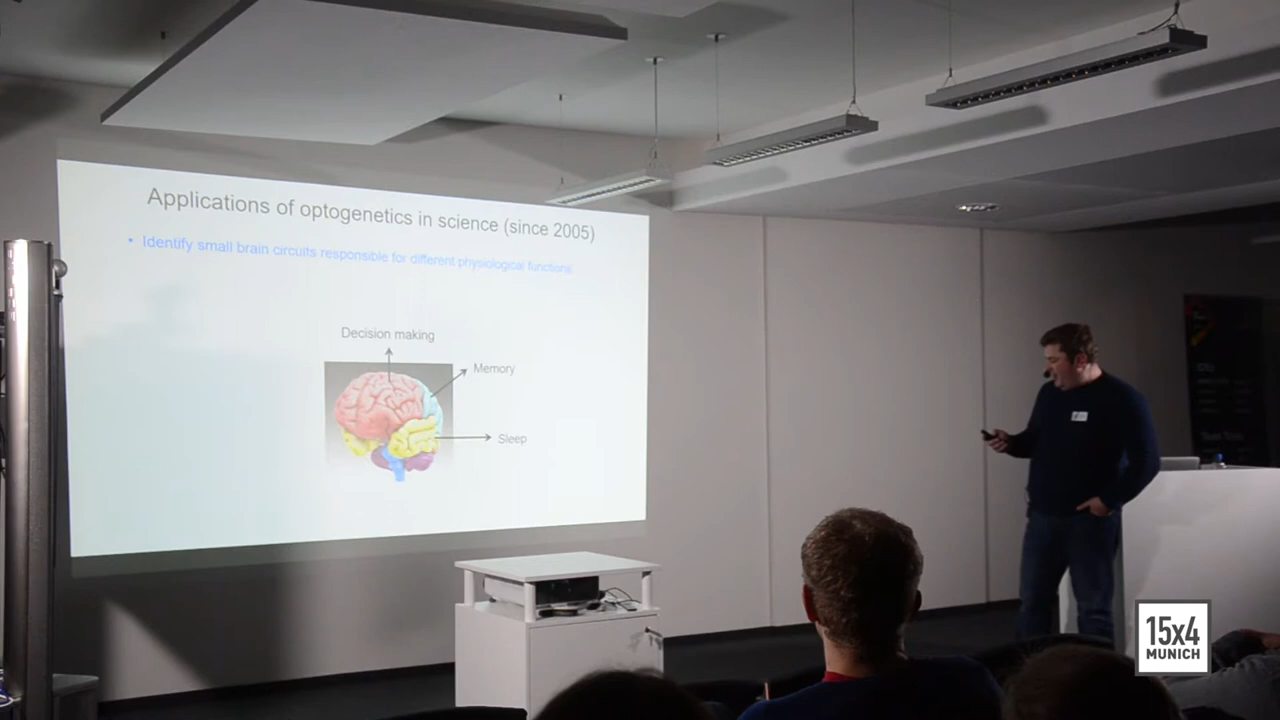 Applications of optogenetics in science (since 2005)
• Identify small brain circuits responsible for different physiological functions
Decision making
Memory
Sleep
15x4
MUNICH